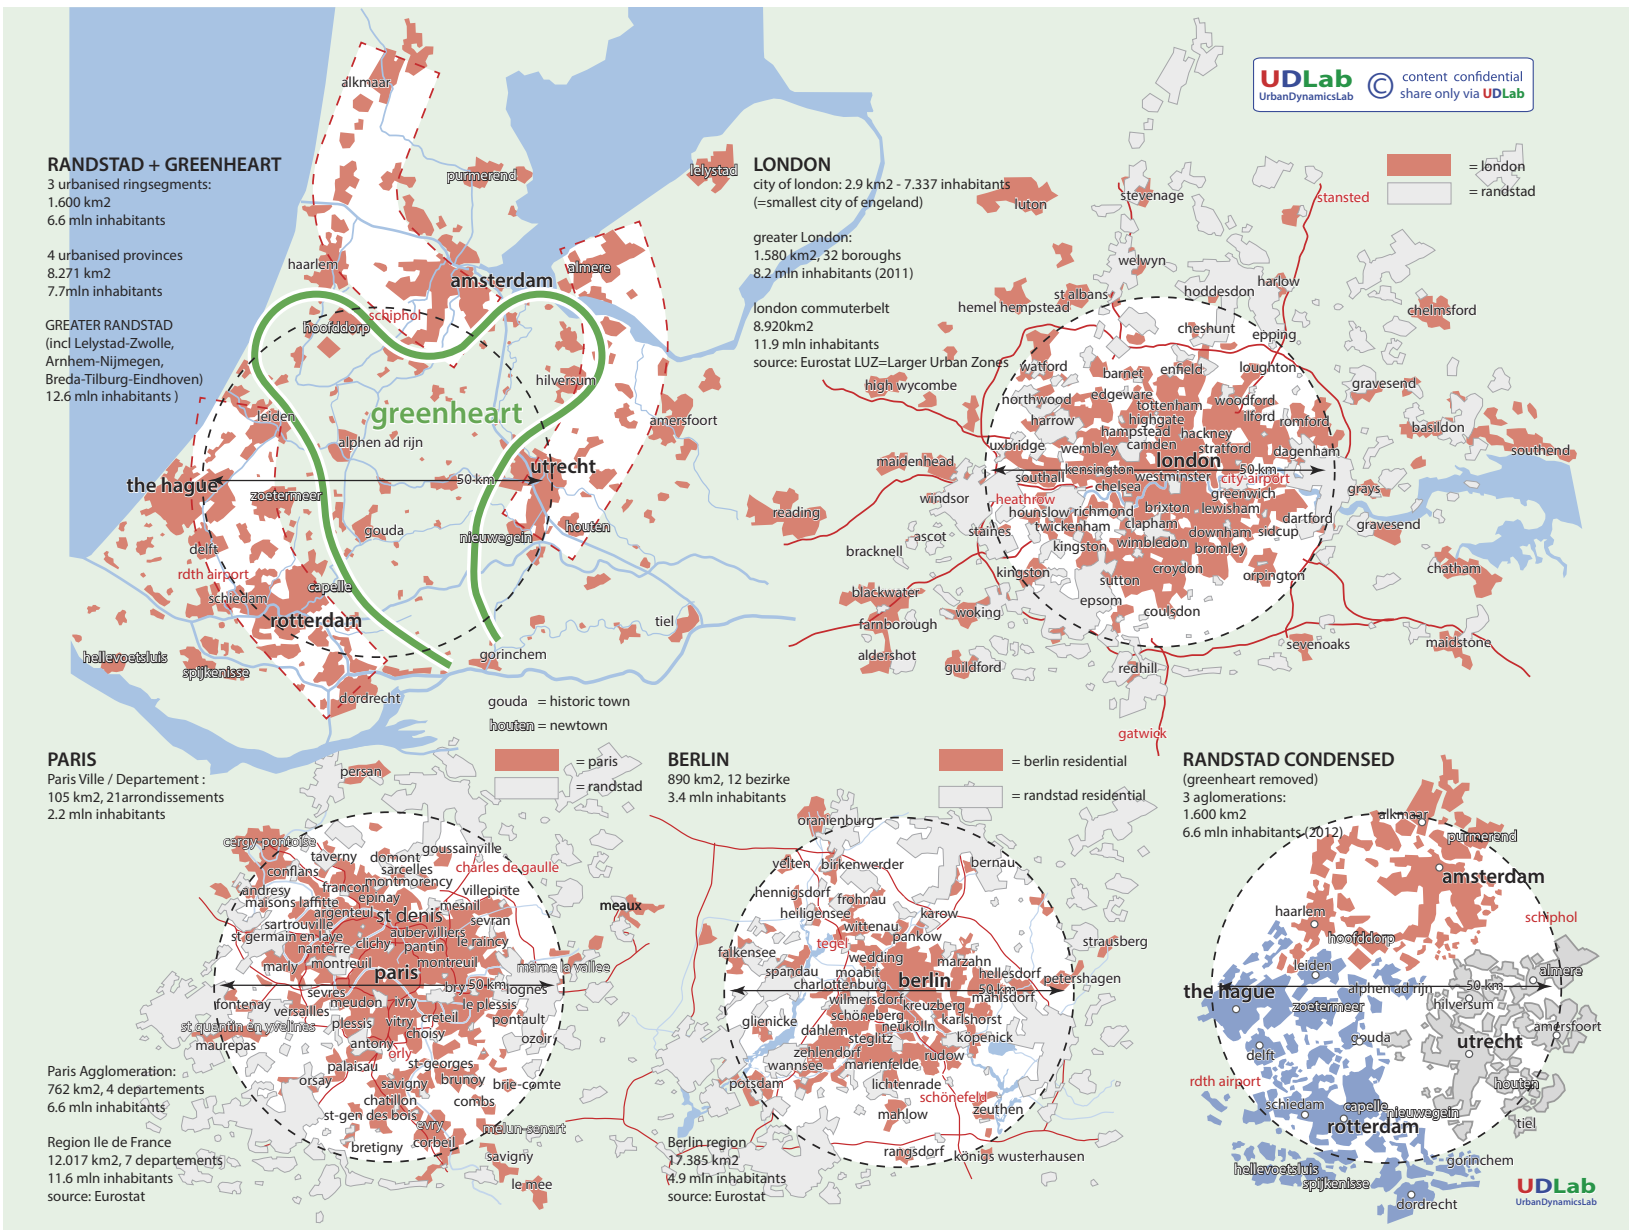 UDLab
UrbanDynamicsLab
©
content confidential
share only via UDLab
RANDSTAD + GREENHEART
3 urbanised ringsegments:
1.600 km2
6.6 mln inhabitants
4 urbanised provinces
8.271 km2
7.7mln inhabitants
GREATER RANDSTAD
(incl Lelystad-Zwolle,
Arnhem-Nijmegen,
Breda-Tilburg-Eindhoven)
12.6 mln inhabitants )
alkmaar
purmerend
lelystad
haarlem
amsterdam
almere
schiphol
hoofddorp
hilversum
greenheart
leiden
amersfoort
alphen ad rijn
utrecht
the hague
50 km
zoetermeer
gouda
houten
nieuwegein
delft
rdth airport
capelle
schiedam
rotterdam
tiel
hellevoetsluis
spijkenisse
gorinchem
dordrecht
gouda = historic town
houten = newtown
LONDON
city of london: 2.9 km2 - 7.337 inhabitants
(=smallest city of engeland)
greater London:
1.580 km2, 32 boroughs
8.2 mln inhabitants (2011)
london commuterbelt
8.920km2
11.9 mln inhabitants
source: Eurostat LUZ=Larger Urban Zones
= london
= randstad
luton
stevenage
stansted
welwyn
harlow
hoddesdon
st albans
hemel hempstead
chelmsford
cheshunt
epping
watford
barnet
enfield
loughton
high wycombe
gravesend
northwood
edgeware
tottenham
woodford
harrow
highgate
ilford
romford
hampstead
hackney
basildon
uxbridge
wembley
camden
stratford
dagenham
southend
maidenhead
kensington
london
50 km
southall
westminster
city airport
chelsea
greenwich
grays
windsor
heathrow
reading
hounslow
richmond
brixton
lewisham
dartford
gravesend
twickenham
clapham
staines
ascot
downham
sidcup
bracknell
kingston
wimbledon
bromley
kingston
croydon
orpington
chatham
sutton
blackwater
epsom
woking
coulsdon
farnborough
sevenoaks
maidstone
aldershot
guildford
redhill
gatwick
PARIS
Paris Ville / Departement :
105 km2, 21arrondissements
2.2 mln inhabitants
= paris
= randstad
persan
cergy pontoise
goussainville
taverny
domont
sarcelles
charles de gaulle
conflans
montmorency
francon
andresy
epinay
villepinte
maisons laffitte
mesnil
argenteuil
st denis
sevran
sartrouville
aubervilliers
st germain en laye
clichy
pantin
le raincy
nanterre
meaux
marly
montreuil
montreuil
marne la vallee
paris
bry
50 km
lognes
sevres
fontenay
meudon
ivry
le plessis
versailles
creteil
st quentin en yvelines
plessis
vitry
pontault
choisy
maurepas
antony
orly
ozoir
palaisau
st-georges
orsay
savigny
brunoy
brie-comte
chatillon
combs
st-gen des bois
evry
melun-senart
corbeil
bretigny
savigny
le mee
Paris Agglomeration:
762 km2, 4 departements
6.6 mln inhabitants
Region Ile de France
12.017 km2, 7 departements
11.6 mln inhabitants
source: Eurostat
BERLIN
890 km2, 12 bezirke
3.4 mln inhabitants
= berlin residential
= randstad residential
oranienburg
velten
birkenwerder
bernau
hennigsdorf
frohnau
heiligensee
karow
wittenau
tegel
pankow
strausberg
falkensee
wedding
marzahn
spandau
moabit
hellesdorf
petershagen
charlottenburg
berlin
50 km
wilmersdorf
mahlsdorf
kreuzberg
schöneberg
glienicke
neukölln
karlshorst
dahlem
steglitz
köpenick
zehlendorf
rudow
wannsee
marienfelde
potsdam
lichtenrade
schönefeld
mahlow
zeuthen
rangsdorf
königs wusterhausen
Berlin region
17.385 km2
4.9 mln inhabitants
source: Eurostat
RANDSTAD CONDENSED
(greenheart removed)
3 aglomerations:
1.600 km2
6.6 mln inhabitants (2012)
alkmaar
purmerend
amsterdam
haarlem
schiphol
hoofddorp
leiden
almere
the hague
alphen ad rijn
50 km
zoetermeer
hilversum
gouda
utrecht
amersfoort
delft
rdth airport
houten
schiedam
capelle
nieuwegein
rotterdam
tiel
hellevoetsluis
gorinchem
spijkenisse
dordrecht
UDLab
UrbanDynamicsLab